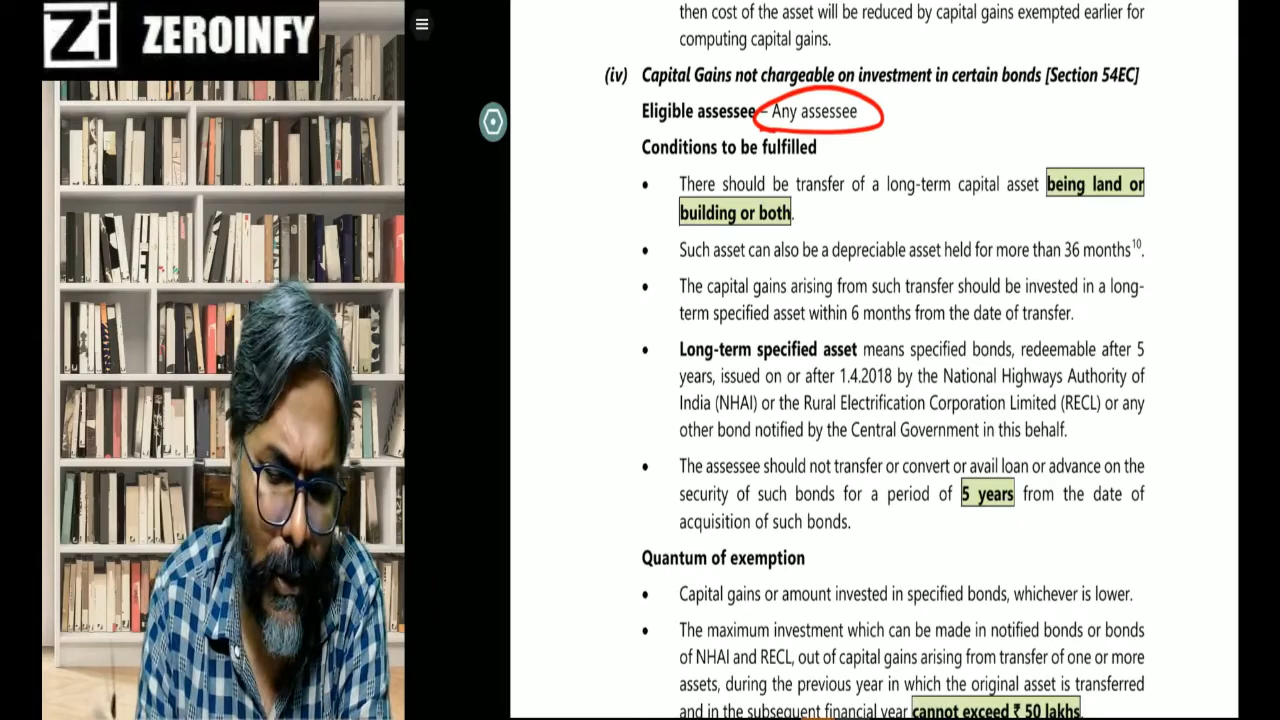 Zi ZEROINFY
then cost of the asset will be reduced by capital gains exempted earlier for
computing capital gains.
(iv) Capital Gains not chargeable on investment in certain bonds [Section 54EC]
Eligible assessee – Any assessee
Conditions to be fulfilled
• There should be transfer of a long-term capital asset being land or
building or both.
• Such asset can also be a depreciable asset held for more than 36 months10.
• The capital gains arising from such transfer should be invested in a long-
term specified asset within 6 months from the date of transfer.
• Long-term specified asset means specified bonds, redeemable after 5
years, issued on or after 1.4.2018 by the National Highways Authority of
India (NHAI) or the Rural Electrification Corporation Limited (RECL) or any
other bond notified by the Central Government in this behalf.
• The assessee should not transfer or convert or avail loan or advance on the
security of such bonds for a period of 5 years from the date of
acquisition of such bonds.
Quantum of exemption
• Capital gains or amount invested in specified bonds, whichever is lower.
• The maximum investment which can be made in notified bonds or bonds
of NHAI and RECL, out of capital gains arising from transfer of one or more
assets, during the previous year in which the original asset is transferred
and in the subsequent financial year cannot exceed ₹ 50 lakhs.